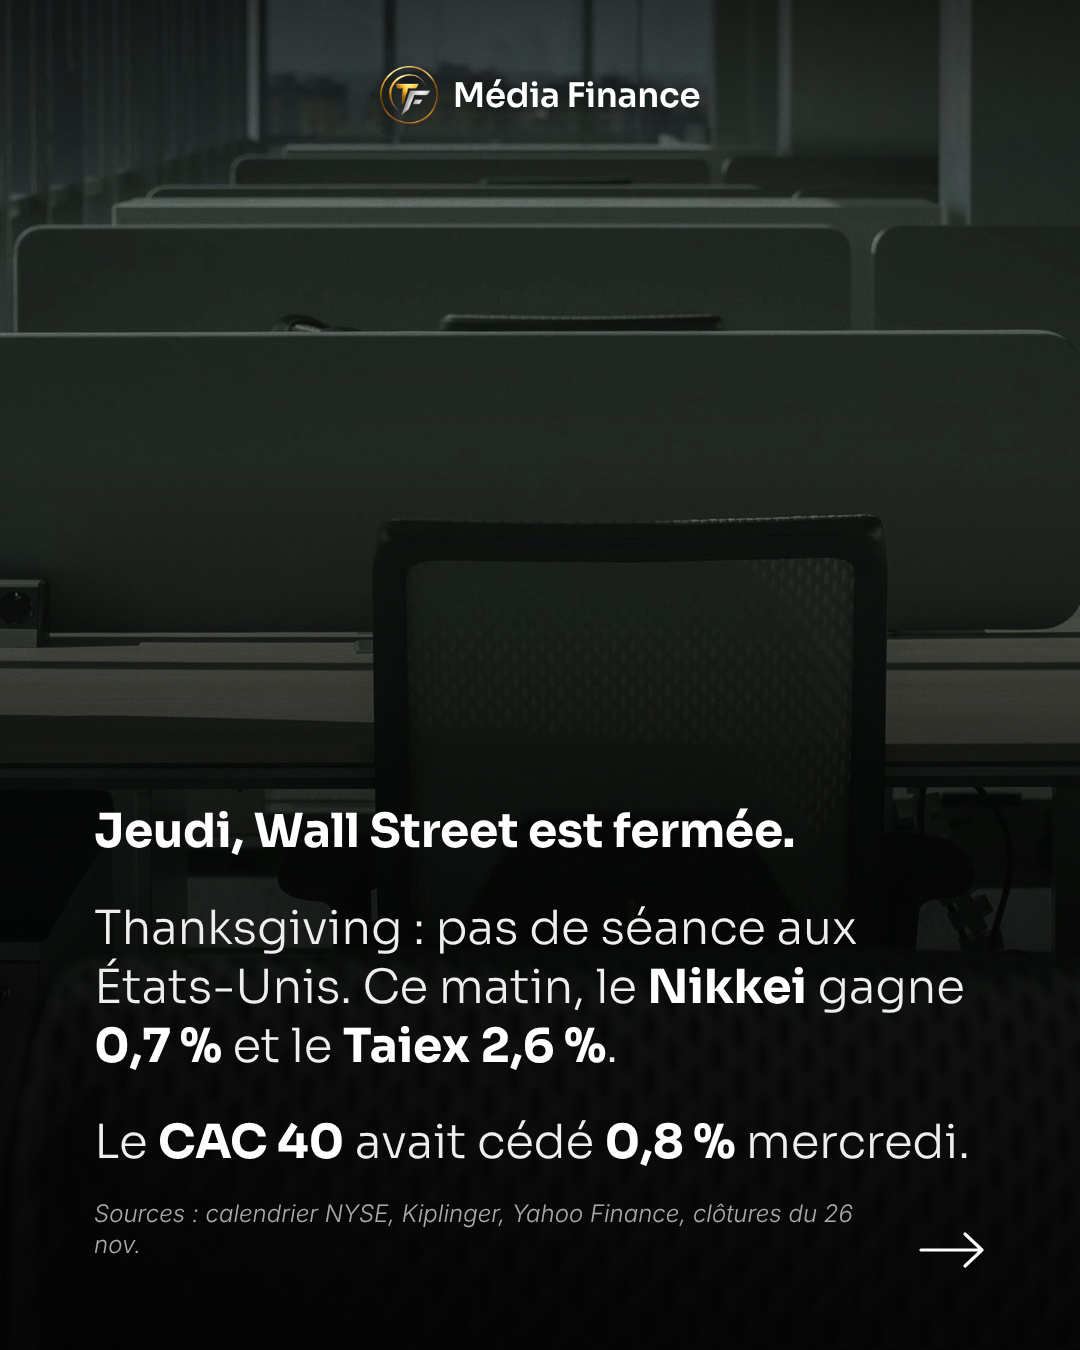 TF Média Finance
Jeudi, Wall Street est fermée.
Thanksgiving : pas de séance aux
États-Unis. Ce matin, le Nikkei gagne
0,7 % et le Taiex 2,6 %.
Le CAC 40 avait cédé 0,8 % mercredi.
Sources : calendrier NYSE, Kiplinger, Yahoo Finance, clôtures du 26
nov.